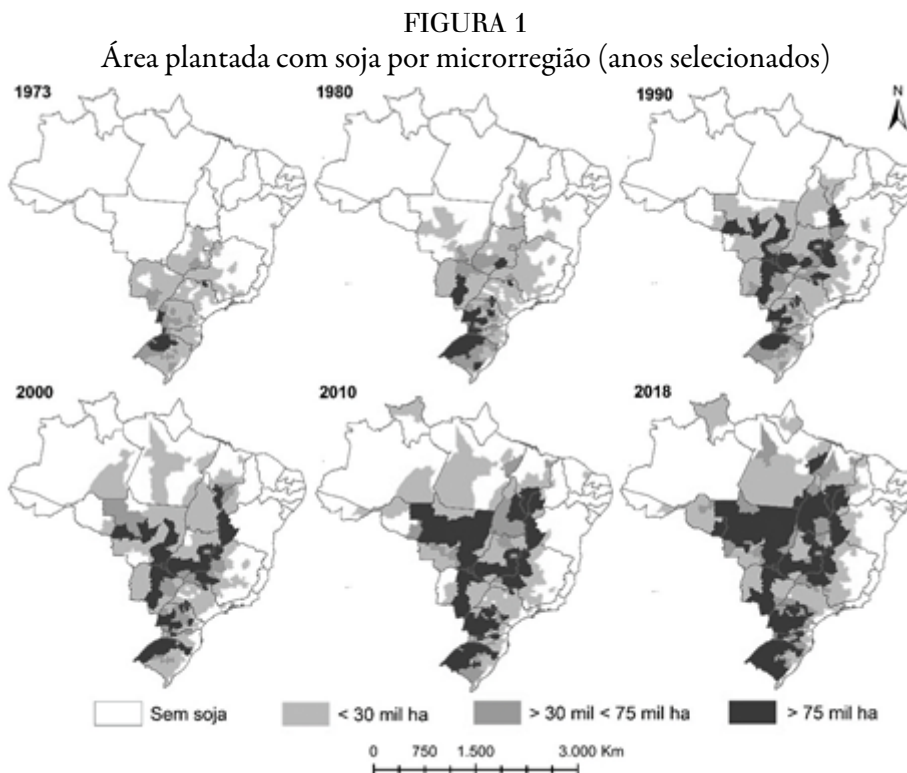 FIGURA 1
Área plantada com soja por microrregião (anos selecionados)
1973
1980
1990
N
2000
2010
2018
Sem soja
< 30 mil ha
> 30 mil < 75 mil ha
> 75 mil ha
0 750 1.500 3.000 Km